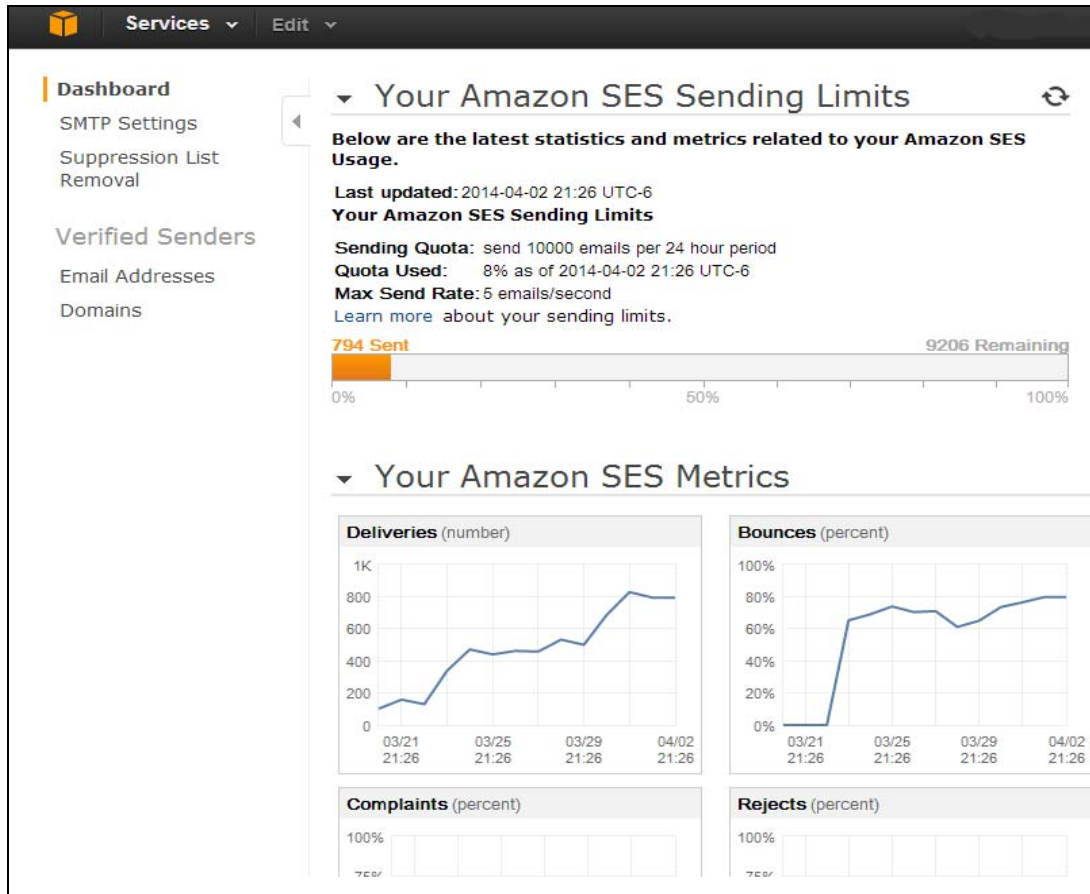 Services Edit
Dashboard
SMTP Settings
Suppression List
Removal
Verified Senders
Email Addresses
Domains
Your Amazon SES Sending Limits
Below are the latest statistics and metrics related to your Amazon SES
Usage.
Last updated: 2014-04-02 21:26 UTC-6
Your Amazon SES Sending Limits
Sending Quota: send 10000 emails per 24 hour period
Quota Used: 8% as of 2014-04-02 21:26 UTC-6
Max Send Rate: 5 emails/second
Learn more about your sending limits.
794 Sent 9206 Remaining
0% 50% 100%
Your Amazon SES Metrics
Deliveries (number)
1K
800
600
400
200
0
03/21 03/25 03/29 04/02
21:26 21:26 21:26 21:26
Bounces (percent)
100%
80%
60%
40%
20%
0%
03/21 03/25 03/29 04/02
21:26 21:26 21:26 21:26
Complaints (percent)
100%
75%
Rejects (percent)
100%
75%